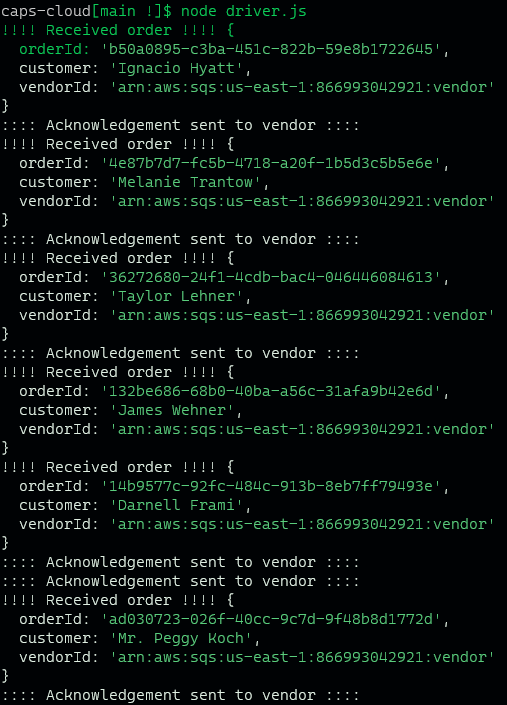 caps-cloud[main !]$ node driver.js
!!!! Received order !!!! {
  orderId: 'b50a0895-c3ba-451c-822b-59e8b1722645',
  customer: 'Ignacio Hyatt',
  vendorId: 'arn:aws:sqs:us-east-1:866993042921:vendor'
}
:::: Acknowledgement sent to vendor ::::
!!!! Received order !!!! {
  orderId: '4e87b7d7-fc5b-4718-a20f-1b5d3c5b5e6e',
  customer: 'Melanie Trantow',
  vendorId: 'arn:aws:sqs:us-east-1:866993042921:vendor'
}
:::: Acknowledgement sent to vendor ::::
!!!! Received order !!!! {
  orderId: '36272680-24f1-4cdb-bac4-046446084613',
  customer: 'Taylor Lehner',
  vendorId: 'arn:aws:sqs:us-east-1:866993042921:vendor'
}
:::: Acknowledgement sent to vendor ::::
!!!! Received order !!!! {
  orderId: '132be686-68b0-40ba-a56c-31afa9b42e6d',
  customer: 'James Wehner',
  vendorId: 'arn:aws:sqs:us-east-1:866993042921:vendor'
}
!!!! Received order !!!! {
  orderId: '14b9577c-92fc-484c-913b-8eb7ff79493e',
  customer: 'Darnell Frami',
  vendorId: 'arn:aws:sqs:us-east-1:866993042921:vendor'
}
:::: Acknowledgement sent to vendor ::::
:::: Acknowledgement sent to vendor ::::
!!!! Received order !!!! {
  orderId: 'ad030723-026f-40cc-9c7d-9f48b8d1772d',
  customer: 'Mr. Peggy Koch',
  vendorId: 'arn:aws:sqs:us-east-1:866993042921:vendor'
}
:::: Acknowledgement sent to vendor ::::